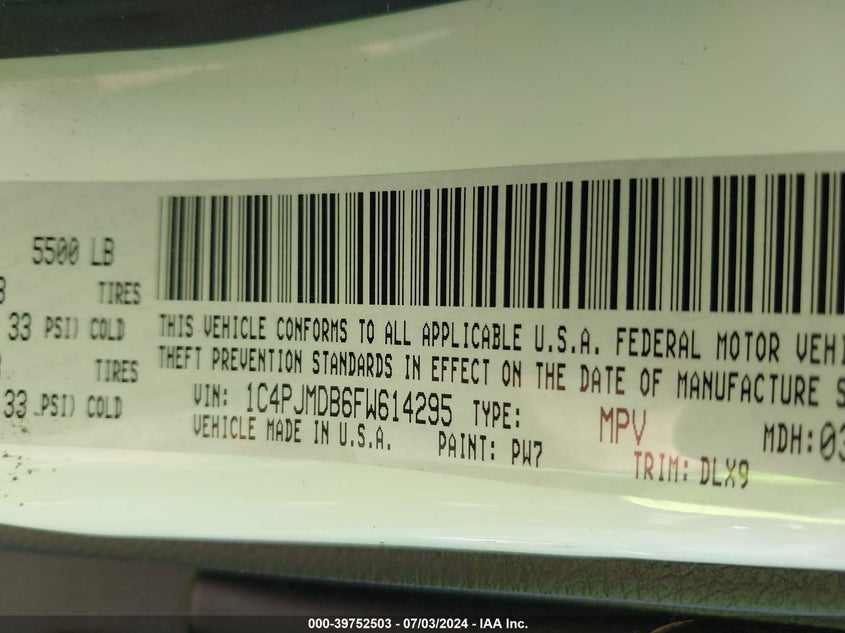 5500 LB
TIRES
33 PSI) COLD
TIRES
33 PSI) COLD
THIS VEHICLE CONFORMS TO ALL APPLICABLE U.S.A. FEDERAL MOTOR
THEFT PREVENTION STANDARDS IN EFFECT ON THE DATE OF MANUFACTURE
VIN: 1C4PJMDB6FW614295 TYPE: MPV MDH:
VEHICLE MADE IN U.S.A. PAINT: PW7 TRIM: DLX9
000-39752503 - 07/03/2024 - IAA Inc.